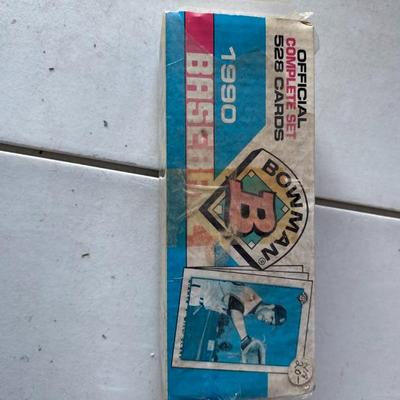 OFFICIAL
COMPLETE SET
528 CARDS
1990
BASEBALL
BOWMAN®
B